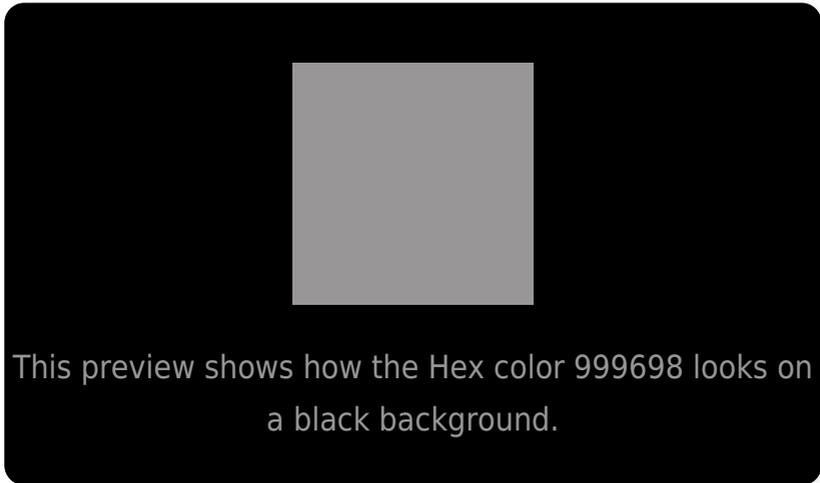 This preview shows how the Hex color 999698 looks on
a black background.